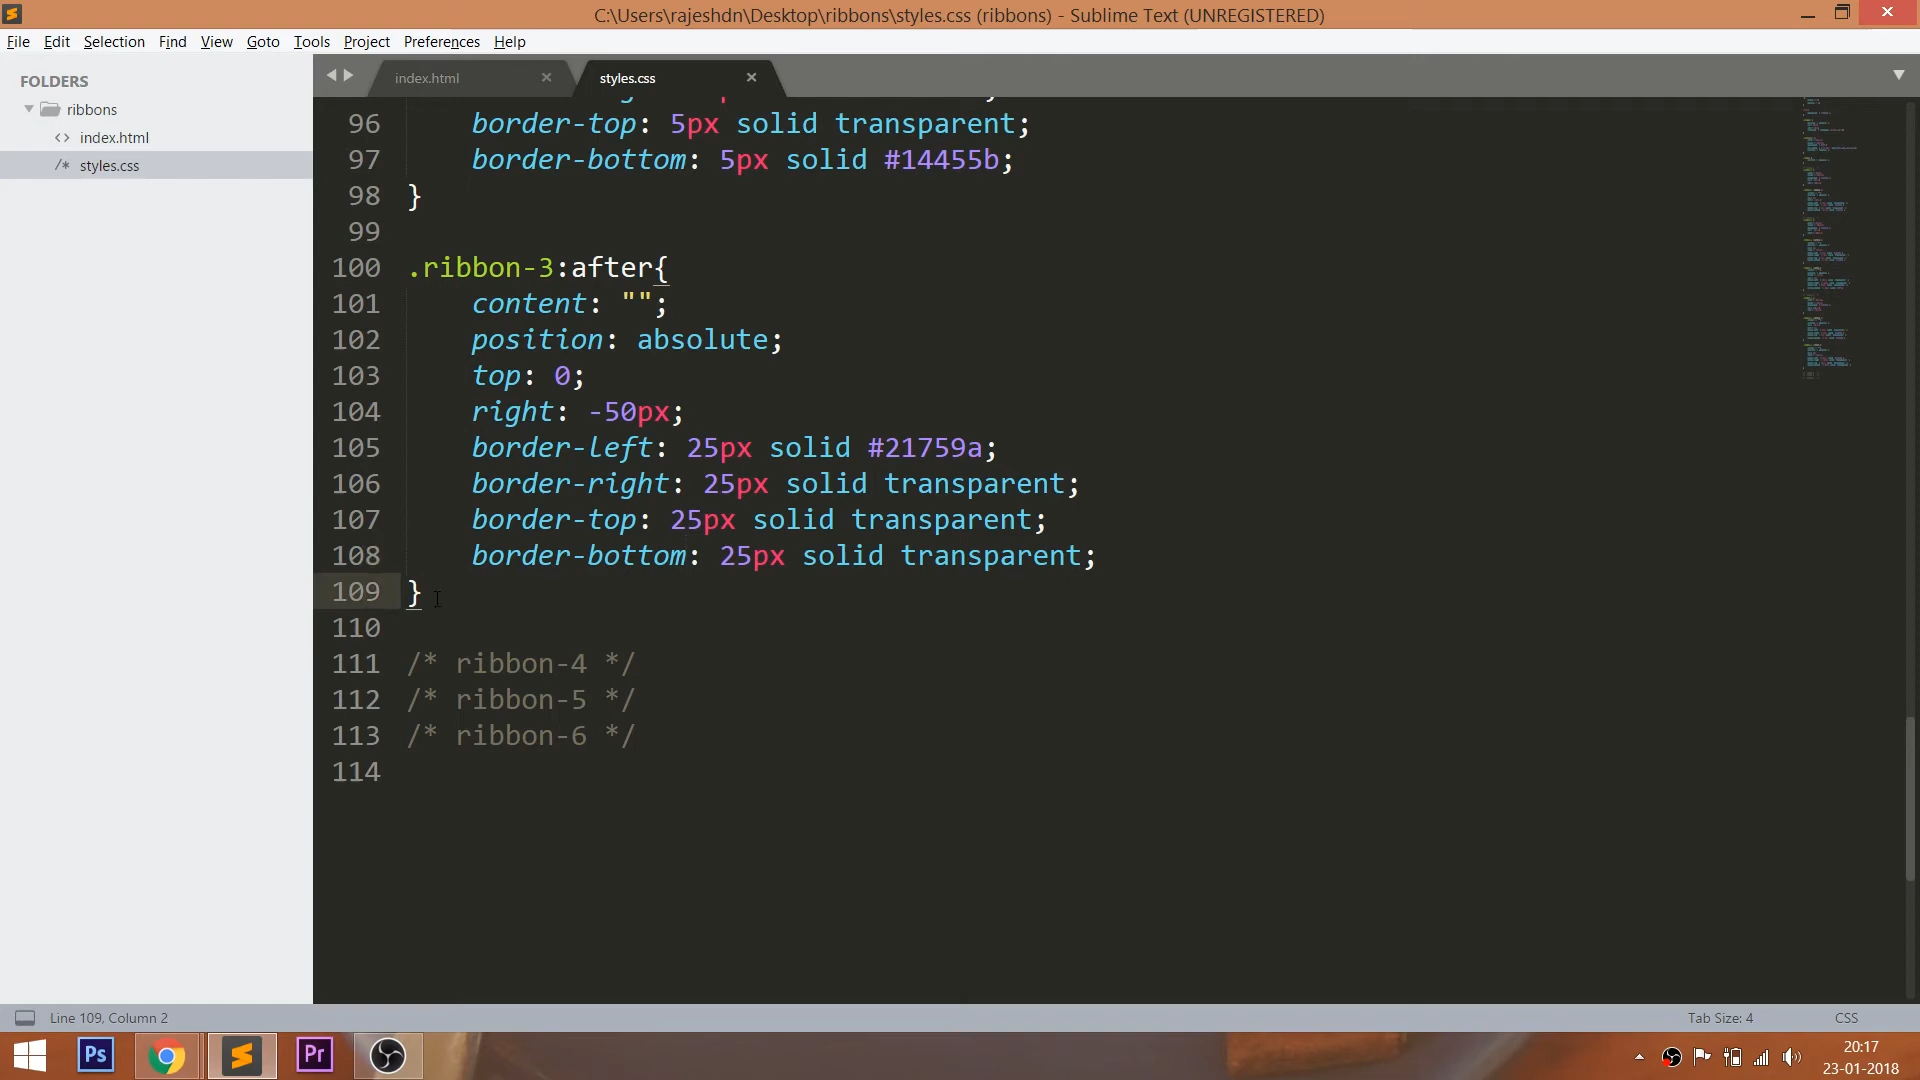 C:\Users\rajeshdn\Desktop\ribbons\styles.css (ribbons) - Sublime Text (UNREGISTERED)
File Edit Selection Find View Goto Tools Project Preferences Help
FOLDERS
ribbons
<> index.html
/* styles.css
index.html × styles.css ×
96 border-top: 5px solid transparent;
97 border-bottom: 5px solid #14455b;
98 }
99
100 .ribbon-3:after{
101 content: "";
102 position: absolute;
103 top: 0;
104 right: -50px;
105 border-left: 25px solid #21759a;
106 border-right: 25px solid transparent;
107 border-top: 25px solid transparent;
108 border-bottom: 25px solid transparent;
109 }
110
111 /* ribbon-4 */
112 /* ribbon-5 */
113 /* ribbon-6 */
114
Line 109, Column 2
Tab Size: 4
CSS
Ps
Pr
20:17
23-01-2018